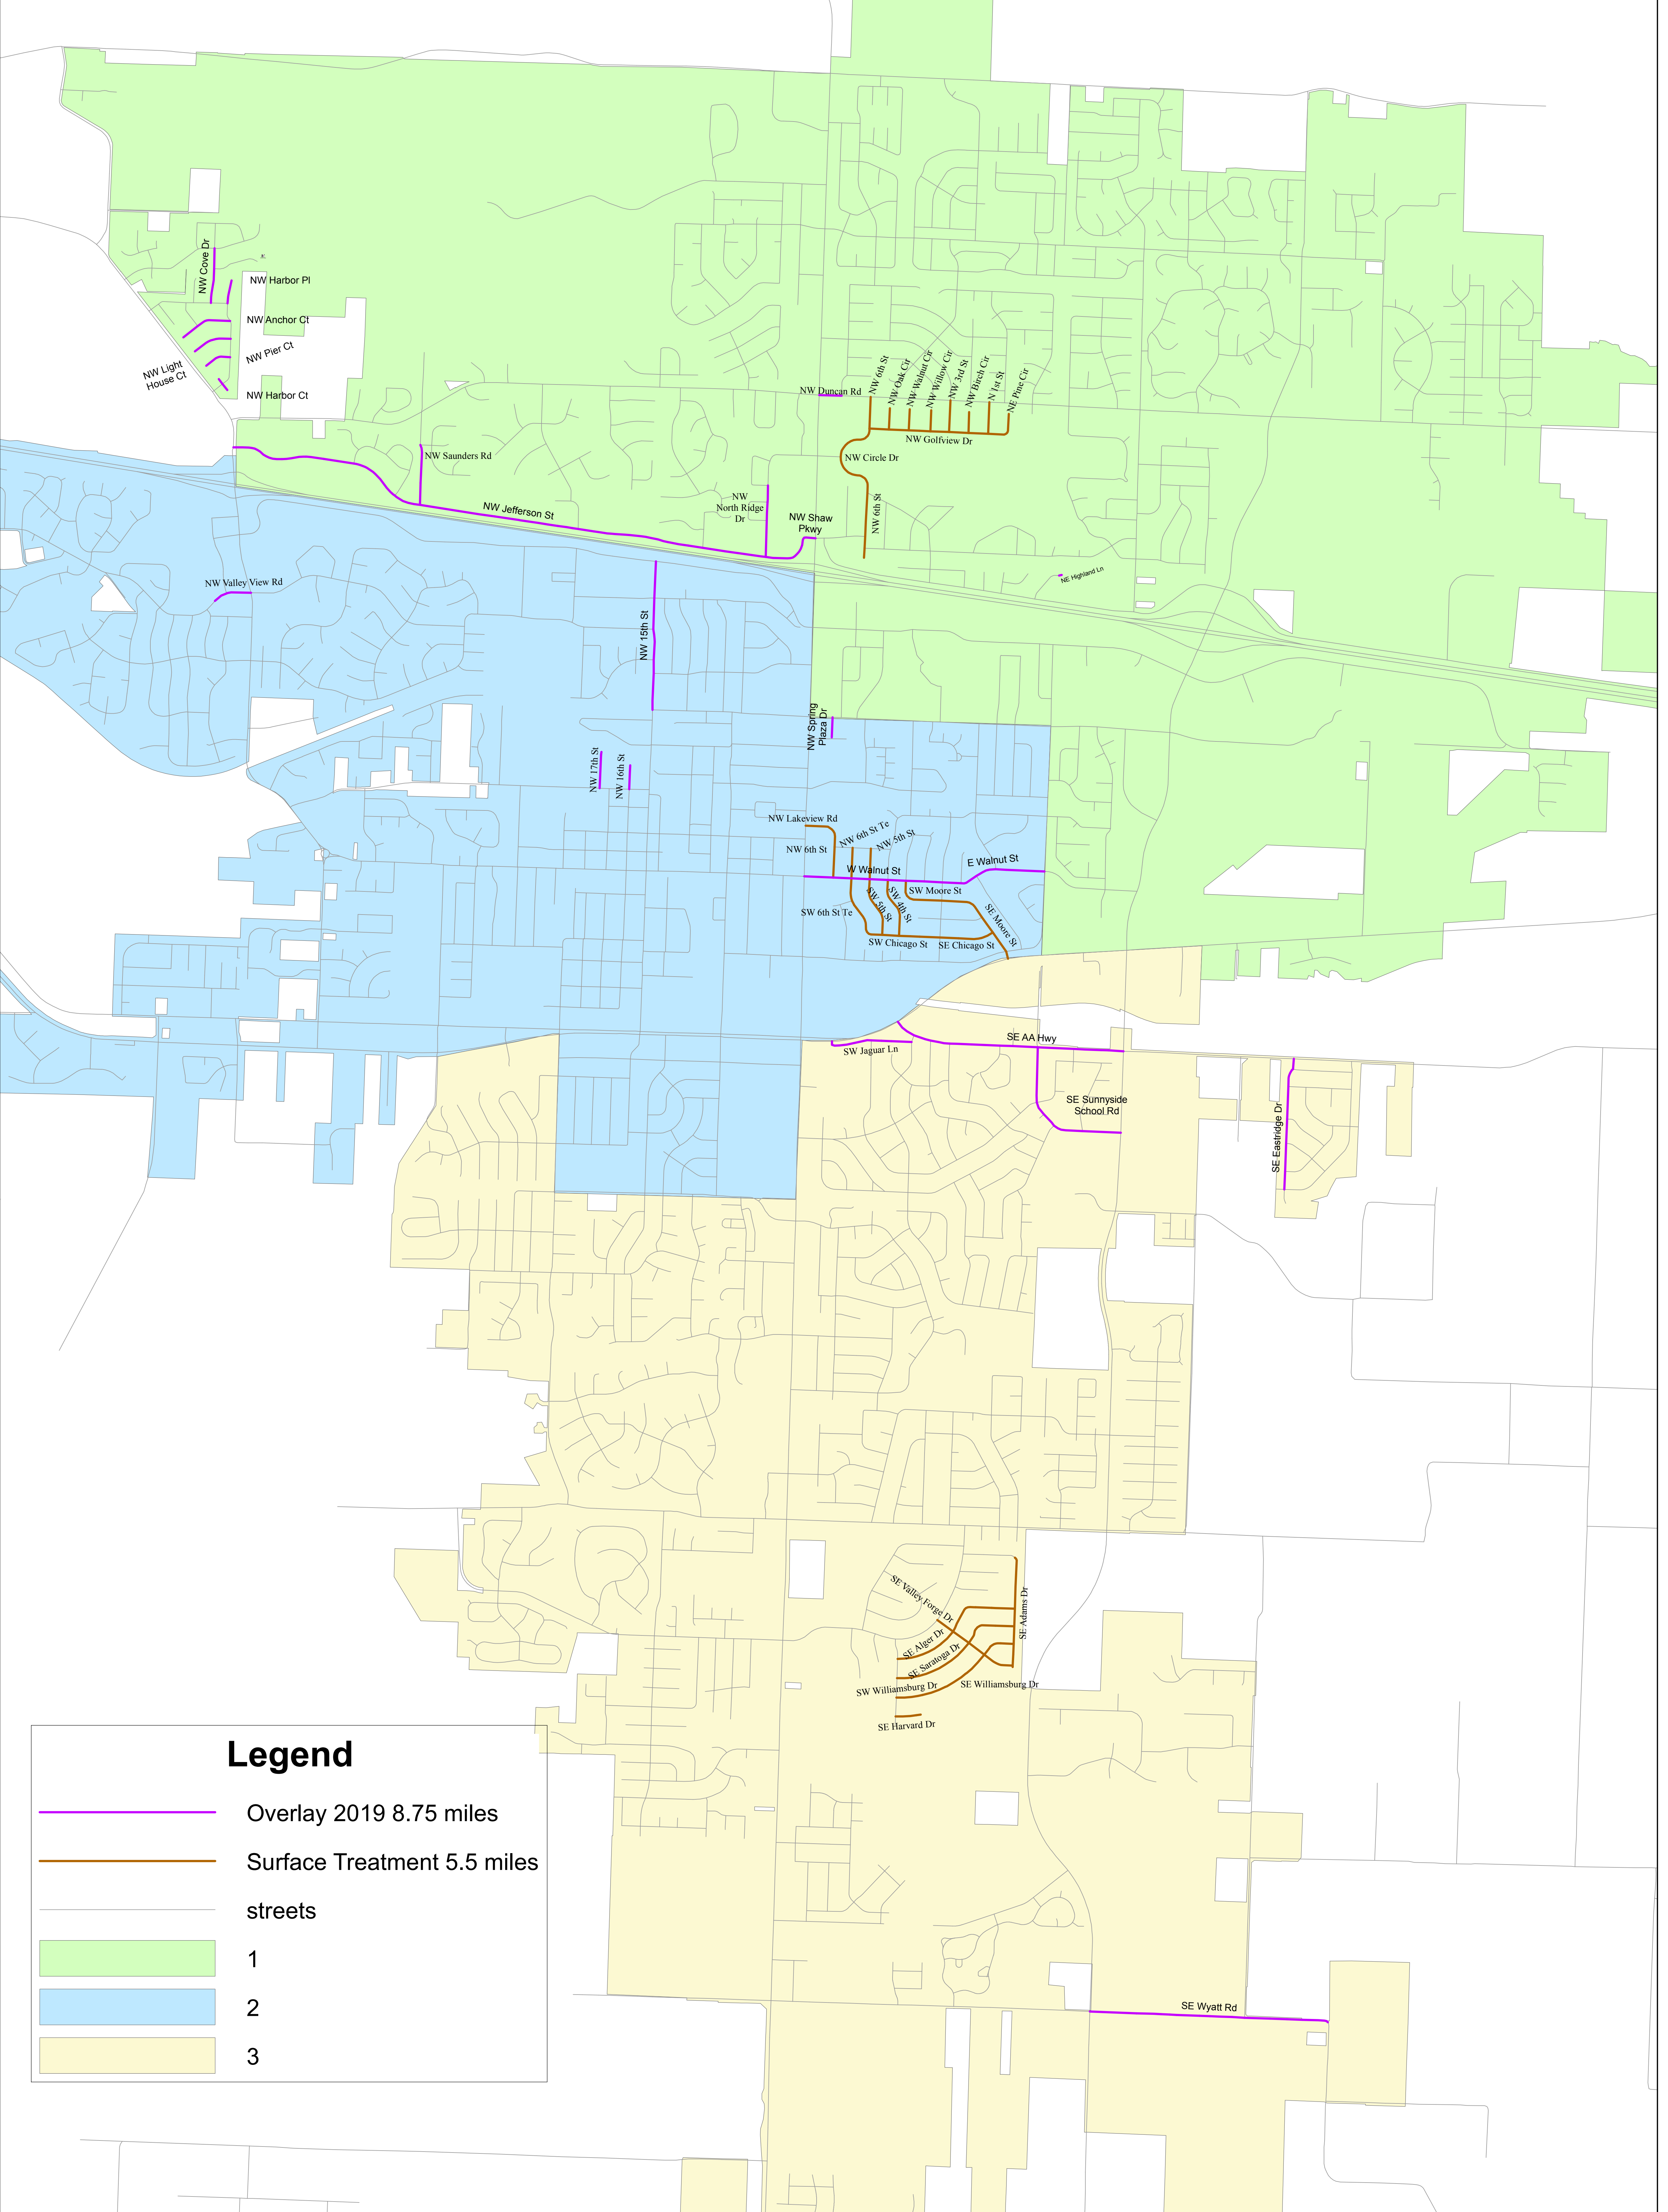 NW Cove Dr
NW Harbor Pl
NW Anchor Ct
NW Pier Ct
NW Light
House Ct
NW Harbor Ct
NW Duncan Rd
NW 6th St
NW Oak Cir
NW Walnut Cir
NW Willow Cir
NW 3rd St
NW Birch Cir
N 1st St
NE Pine Cir
NW Golfview Dr
NW Circle Dr
NW Saunders Rd
NW
North Ridge
Dr
NW 6th St
NW Jefferson St
NW Shaw
Pkwy
NE Highland Ln
NW Valley View Rd
NW 15th St
NW Spring
Plaza Dr
NW 17th St
NW 16th St
NW Lakeview Rd
NW 6th St Te
NW 5th St
NW 6th St
W Walnut St
E Walnut St
SW Moore St
SW 5th St
SW 4th St
SW 6th St Te
SE Moore St
SW Chicago St
SE Chicago St
SE AA Hwy
SW Jaguar Ln
SE Sunnyside
School Rd
SE Eastridge Dr
SE Valley Forge Dr
SE Adams Dr
SE Alger Dr
SE Saratoga Dr
SW Williamsburg Dr
SE Williamsburg Dr
SE Harvard Dr
Legend
Overlay 2019 8.75 miles
Surface Treatment 5.5 miles
streets
1
2
3
SE Wyatt Rd